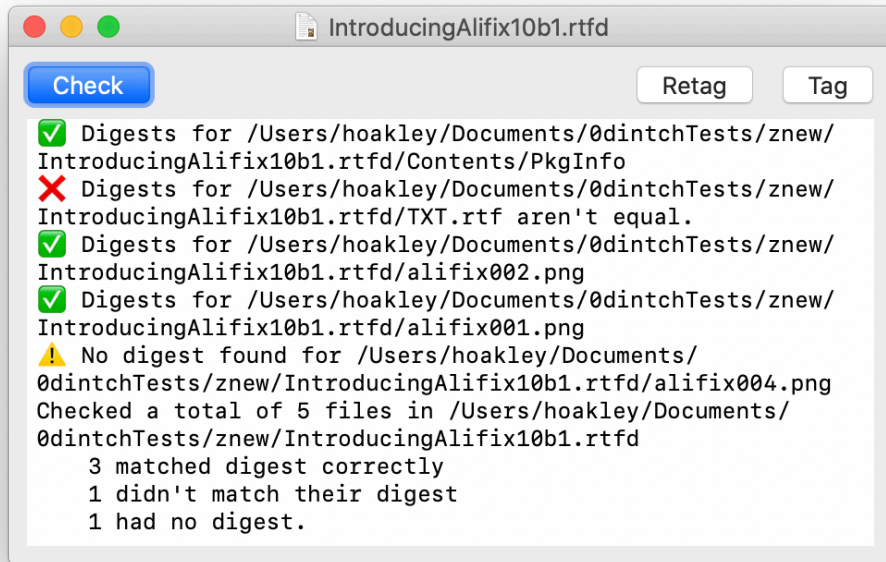 IntroducingAlifix10b1.rtfd
Check Retag Tag
✅ Digests for /Users/hoakley/Documents/0dintchTests/znew/
IntroducingAlifix10b1.rtfd/Contents/PkgInfo
❌ Digests for /Users/hoakley/Documents/0dintchTests/znew/
IntroducingAlifix10b1.rtfd/TXT.rtf aren't equal.
✅ Digests for /Users/hoakley/Documents/0dintchTests/znew/
IntroducingAlifix10b1.rtfd/alifix002.png
✅ Digests for /Users/hoakley/Documents/0dintchTests/znew/
IntroducingAlifix10b1.rtfd/alifix001.png
⚠️ No digest found for /Users/hoakley/Documents/
0dintchTests/znew/IntroducingAlifix10b1.rtfd/alifix004.png
Checked a total of 5 files in /Users/hoakley/Documents/
0dintchTests/znew/IntroducingAlifix10b1.rtfd
3 matched digest correctly
1 didn't match their digest
1 had no digest.